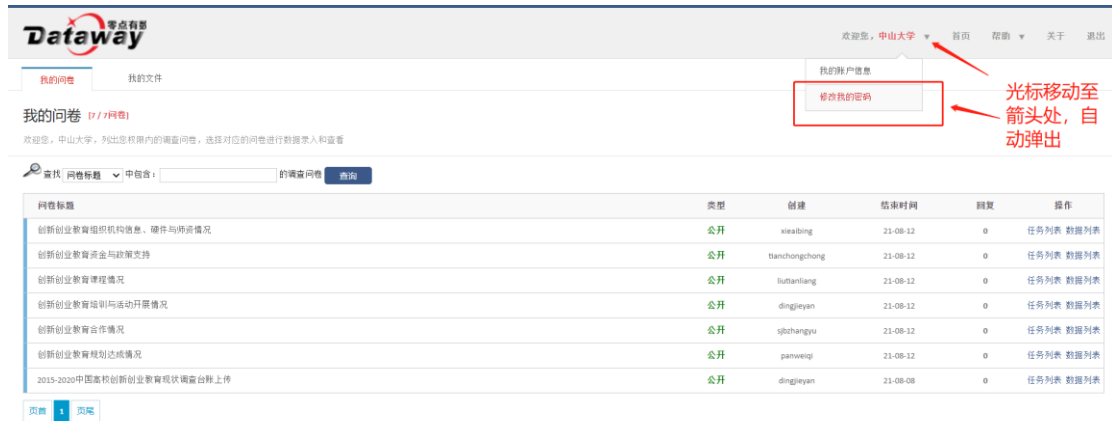 零点有数
Dataway
欢迎您，中山大学 ▼ 首页 帮助 ▼ 关于 退出
我的问卷 我的文件
我的账户信息
修改我的密码
光标移动至
箭头处，自
动弹出
我的问卷 [7 / 7问卷]
欢迎您，中山大学，列出您权限内的调查问卷，选择对应的问卷进行数据录入和查看
查找 问卷标题 中包含： 的调查问卷 查询
问卷标题 类型 创建 结束时间 回复 操作
创新创业教育组织机构信息、硬件与师资情况 公开 xieaibing 21-08-12 0 任务列表 数据列表
创新创业教育资金与政策支持 公开 tianchongchong 21-08-12 0 任务列表 数据列表
创新创业教育课程情况 公开 liutianliang 21-08-12 0 任务列表 数据列表
创新创业教育培训与活动开展情况 公开 dingjieyan 21-08-12 0 任务列表 数据列表
创新创业教育合作情况 公开 sjbzhangyu 21-08-12 0 任务列表 数据列表
创新创业教育规划达成情况 公开 panweiqi 21-08-12 0 任务列表 数据列表
2015-2020中国高校创新创业教育现状调查台账上传 公开 dingjieyan 21-08-08 0 任务列表 数据列表
页首 1 页尾